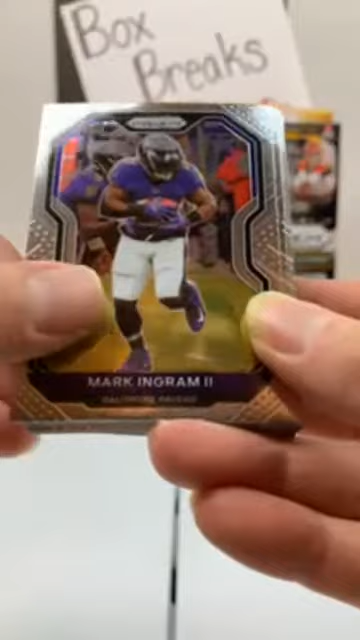 Box
Breaks
PRIZM
MARK INGRAM II
BALTIMORE RAVENS